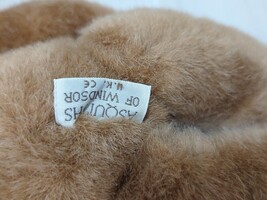 ASQUITHS
OF WINDSOR
U.K. CE